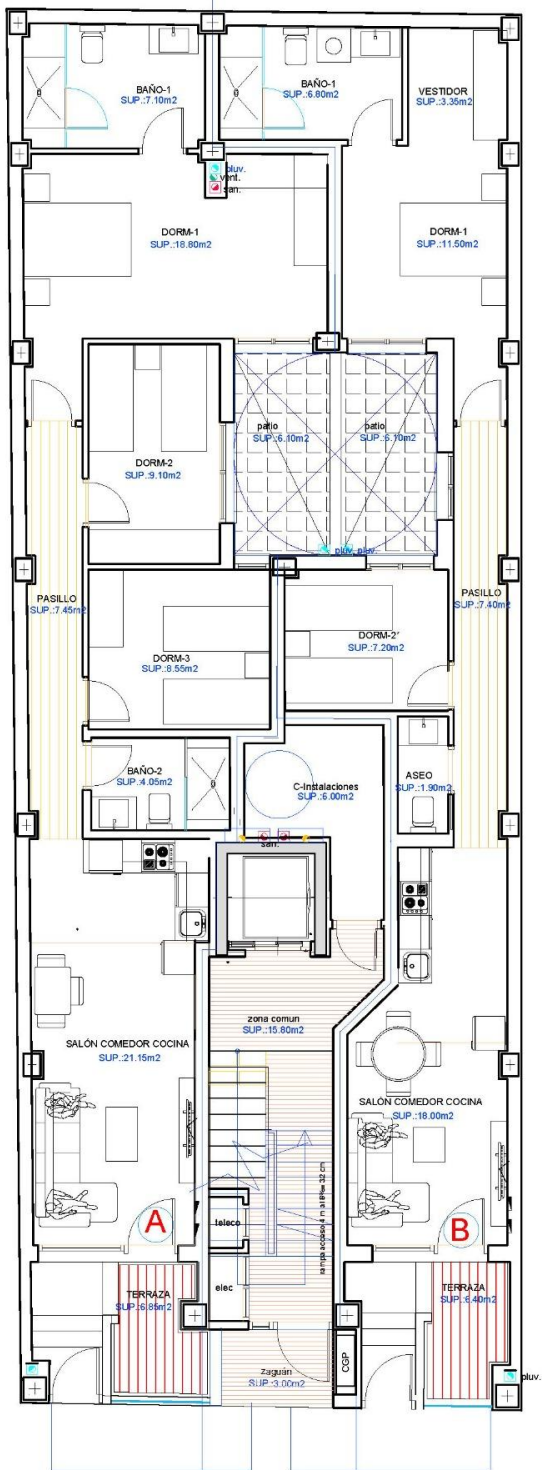 BAÑO-1
SUP.:7.10m2
BAÑO-1
SUP.:6.80m2
VESTIDOR
SUP.:3.35m2
pluv.
vent.
san.
DORM-1
SUP.:18.80m2
DORM-1
SUP.:11.50m2
patio
SUP.:6.10m2
patio
SUP.:6.10m2
DORM-2
SUP.:9.10m2
pluv. pluv.
PASILLO
SUP.:7.45m2
PASILLO
SUP.:7.40m2
DORM-3
SUP.:8.55m2
DORM-2'
SUP.:7.20m2
BAÑO-2
SUP.:4.05m2
C-Instalaciones
SUP.:6.00m2
ASEO
SUP.:1.90m2
san.
zona comun
SUP.:15.80m2
SALÓN COMEDOR COCINA
SUP.:21.15m2
SALÓN COMEDOR COCINA
SUP.:18.00m2
A
teleco
B
elec
TERRAZA
SUP.:6.85m2
TERRAZA
SUP.:6.40m2
zaguán
SUP.:3.00m2
CGP
pluv.